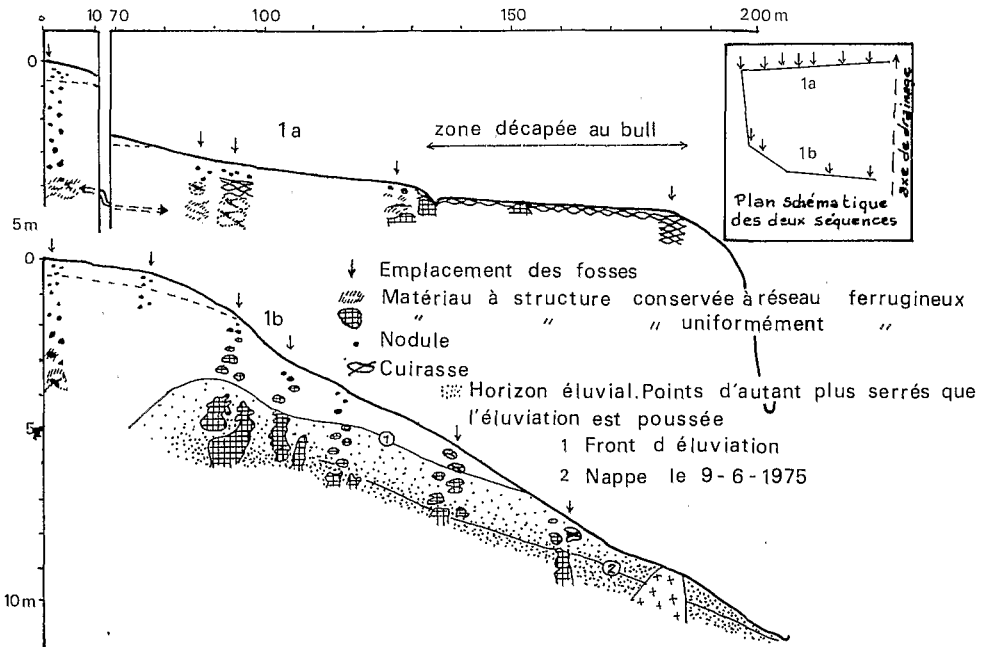 0 10 70 100 150 200 m
0
1a
zone décapée au bull
5m
1a
1b
axe de drainage
Plan schématique
des deux séquences
0
1b
Emplacement des fosses
Matériau à structure conservée à réseau ferrugineux
" " " uniformément "
Nodule
Cuirasse
Horizon éluvial. Points d'autant plus serrés que
l'éluviation est poussée
1 Front d éluviation
2 Nappe le 9-6-1975
5
1
2
10m